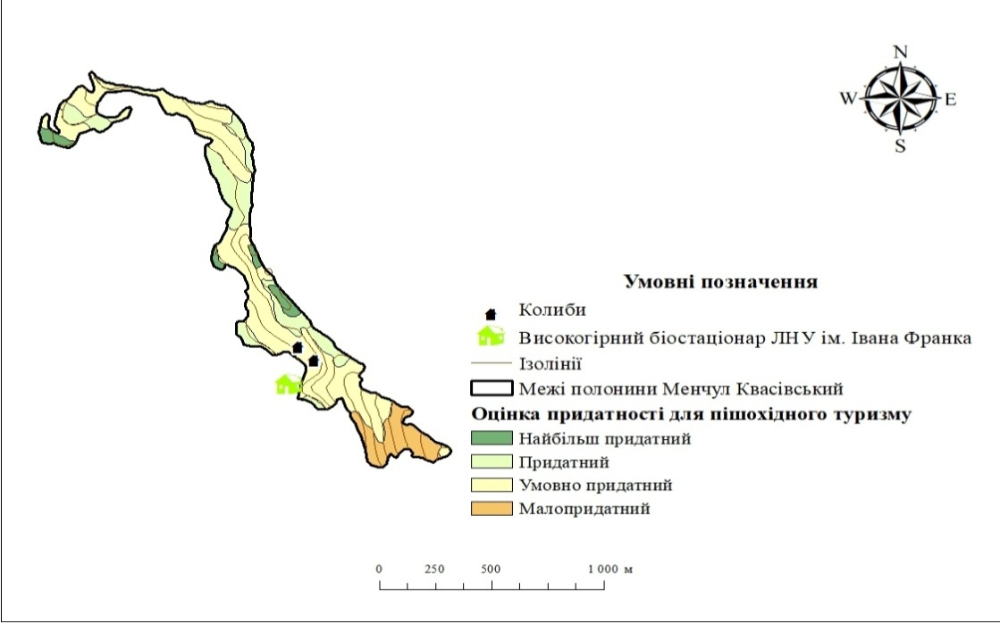 N
W
E
S
Умовні позначення
Колиби
Високогірний біостаціонар ЛНУ ім. Івана Франка
Ізолінії
Межі полонини Менчул Квасівський
Оцінка придатності для пішохідного туризму
Найбільш придатний
Придатний
Умовно придатний
Малопридатний
0 250 500 1 000 м